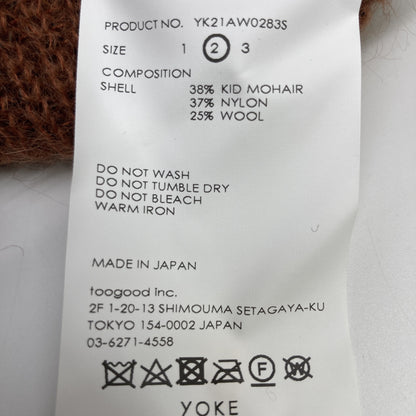 PRODUCT NO. YK21AW0283S
SIZE 1 2 3
COMPOSITION
SHELL 38% KID MOHAIR
37% NYLON
25% WOOL
DO NOT WASH
DO NOT TUMBLE DRY
DO NOT BLEACH
WARM IRON
MADE IN JAPAN
toogood inc.
2F 1-20-13 SHIMOUMA SETAGAYA-KU
TOKYO 154-0002 JAPAN
03-6271-4558
F W
YOKE